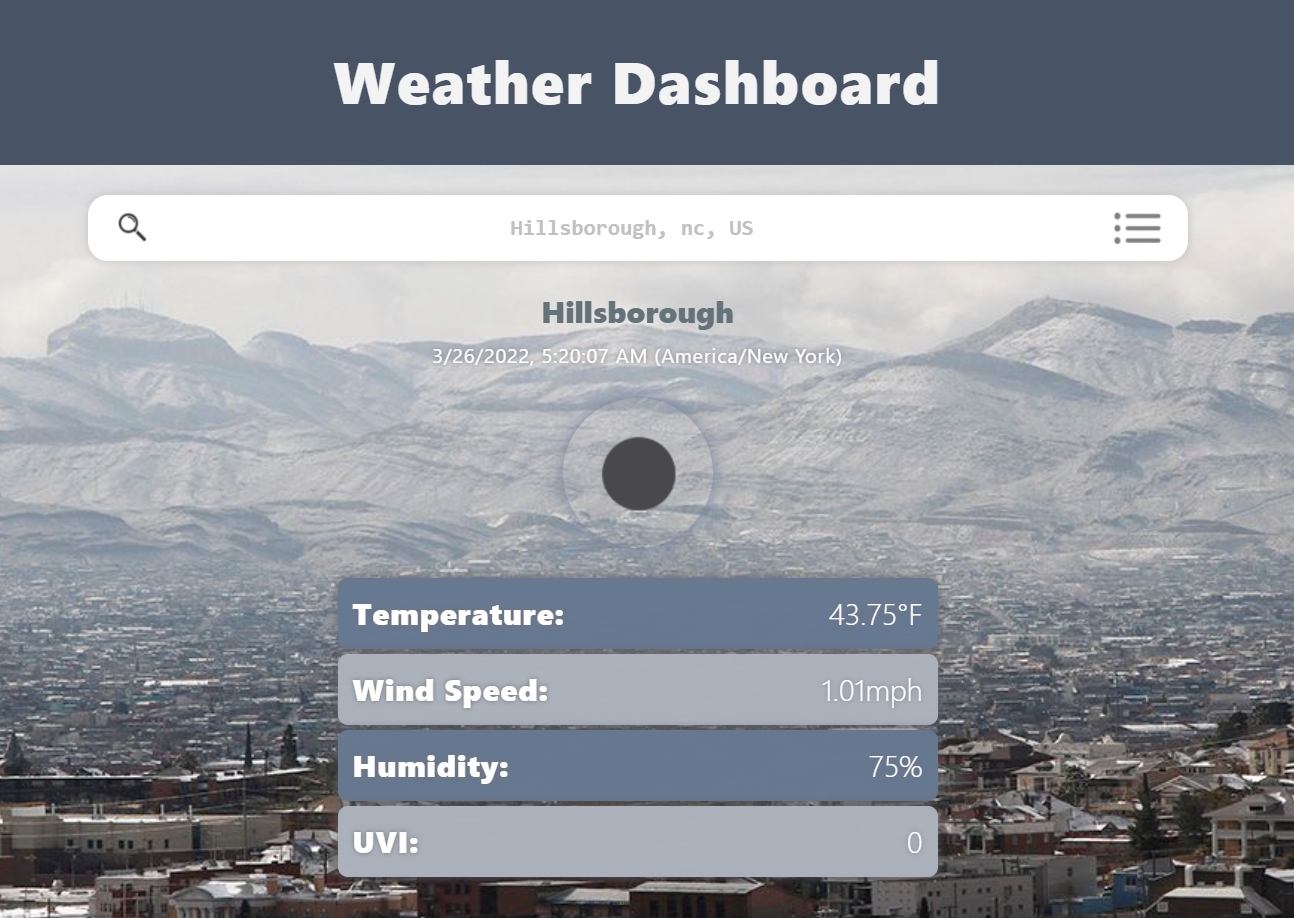 Weather Dashboard
Hillsborough, nc, US
Hillsborough
3/26/2022, 5:20:07 AM (America/New York)
Temperature: 43.75°F
Wind Speed: 1.01mph
Humidity: 75%
UVI: 0